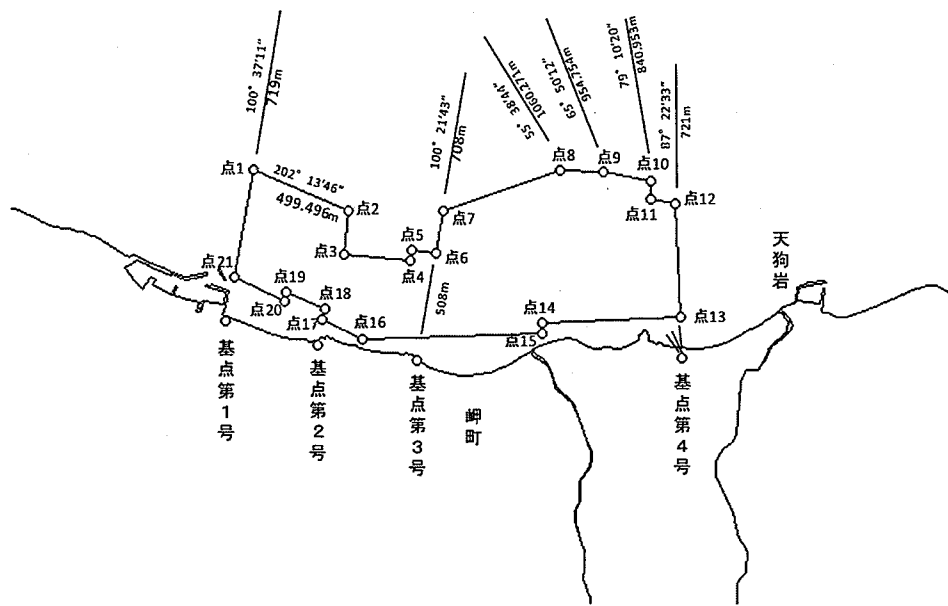 100° 37′11″
719m
100° 21′43″
708m
55° 38′44″
1060.271m
65° 50′12″
954.754m
79° 10′20″
840.953m
87° 22′33″
721m
点1
202° 13′46″
499.496m
点2
点3
点4
点5
点6
点7
点8
点9
点10
点11
点12
508m
点21
点19
点20
点18
点17
点16
点14
点15
点13
天狗岩
基点第1号
基点第2号
基点第3号
岬町
基点第4号